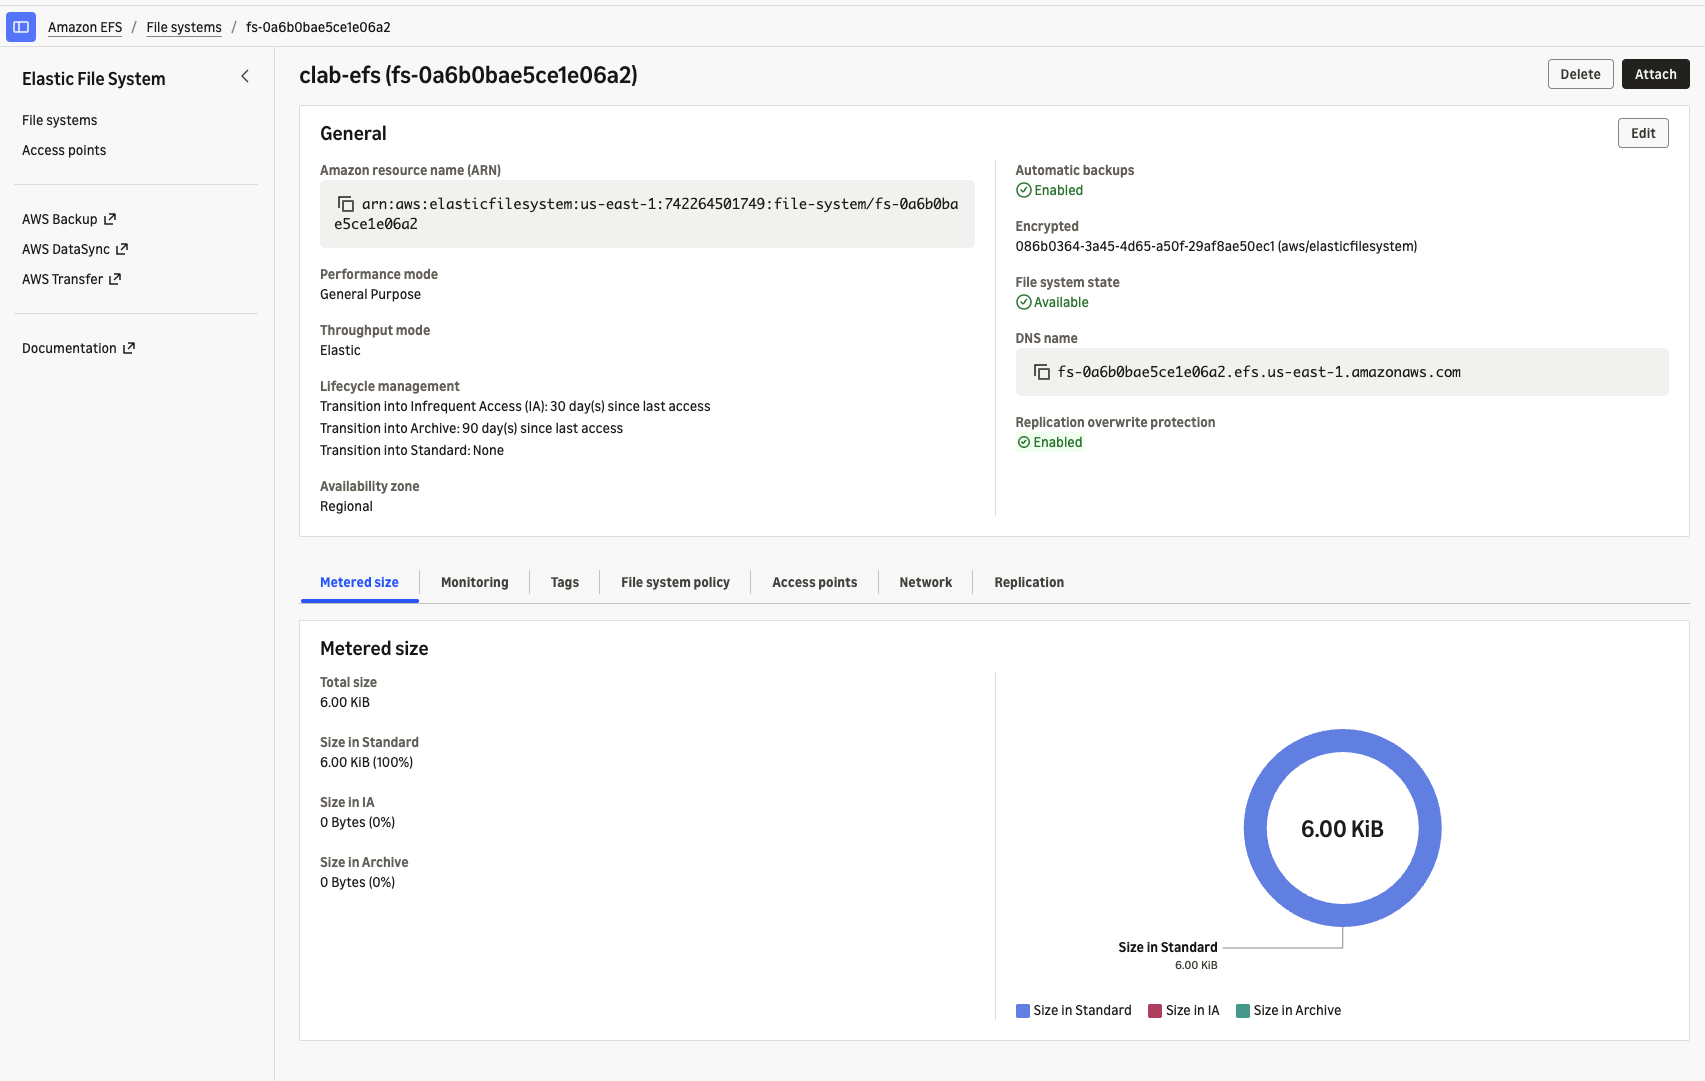 Amazon EFS / File systems / fs-0a6b0bae5ce1e06a2
Elastic File System
File systems
Access points
AWS Backup
AWS DataSync
AWS Transfer
Documentation
clab-efs (fs-0a6b0bae5ce1e06a2)
Delete
Attach
General
Edit
Amazon resource name (ARN)
arn:aws:elasticfilesystem:us-east-1:742264501749:file-system/fs-0a6b0ba
e5ce1e06a2
Performance mode
General Purpose
Throughput mode
Elastic
Lifecycle management
Transition into Infrequent Access (IA): 30 day(s) since last access
Transition into Archive: 90 day(s) since last access
Transition into Standard: None
Availability zone
Regional
Automatic backups
Enabled
Encrypted
086b0364-3a45-4d65-a50f-29af8ae50ec1 (aws/elasticfilesystem)
File system state
Available
DNS name
fs-0a6b0bae5ce1e06a2.efs.us-east-1.amazonaws.com
Replication overwrite protection
Enabled
Metered size
Monitoring
Tags
File system policy
Access points
Network
Replication
Metered size
Total size
6.00 KiB
Size in Standard
6.00 KiB (100%)
Size in IA
0 Bytes (0%)
Size in Archive
0 Bytes (0%)
6.00 KiB
Size in Standard
6.00 KiB
Size in Standard
Size in IA
Size in Archive